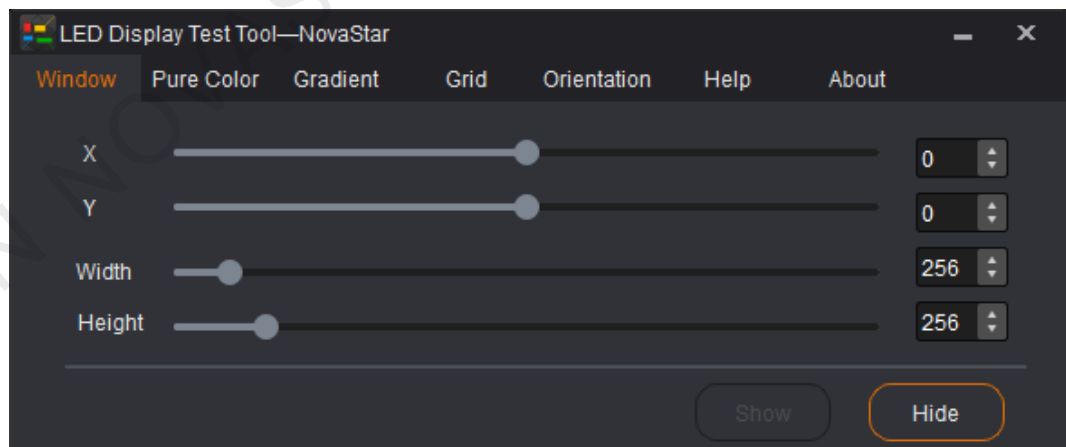 LED Display Test Tool—NovaStar
Window Pure Color Gradient Grid Orientation Help About
X 0
Y 0
Width 256
Height 256
Show Hide